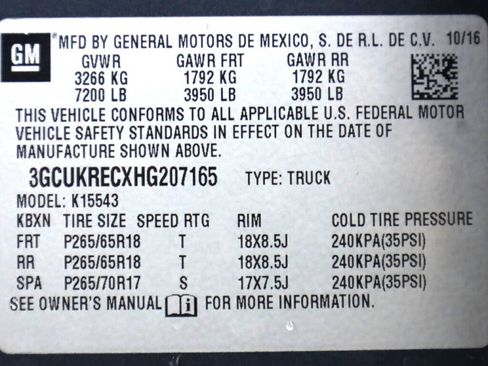 GM *MFD BY GENERAL MOTORS DE MEXICO, S. DE R.L. DE C.V. 10/16
GVWR GAWR FRT GAWR RR
3266 KG 1792 KG 1792 KG
7200 LB 3950 LB 3950 LB
THIS VEHICLE CONFORMS TO ALL APPLICABLE U.S. FEDERAL MOTOR
VEHICLE SAFETY STANDARDS IN EFFECT ON THE DATE OF
MANUFACTURE SHOWN ABOVE.
3GCUKRECXHG207165 TYPE: TRUCK
MODEL: K15543
KBXN TIRE SIZE SPEED RTG RIM COLD TIRE PRESSURE
FRT P265/65R18 T 18X8.5J 240KPA(35PSI)
RR P265/65R18 T 18X8.5J 240KPA(35PSI)
SPA P265/70R17 S 17X7.5J 240KPA(35PSI)
SEE OWNER'S MANUAL i FOR MORE INFORMATION.